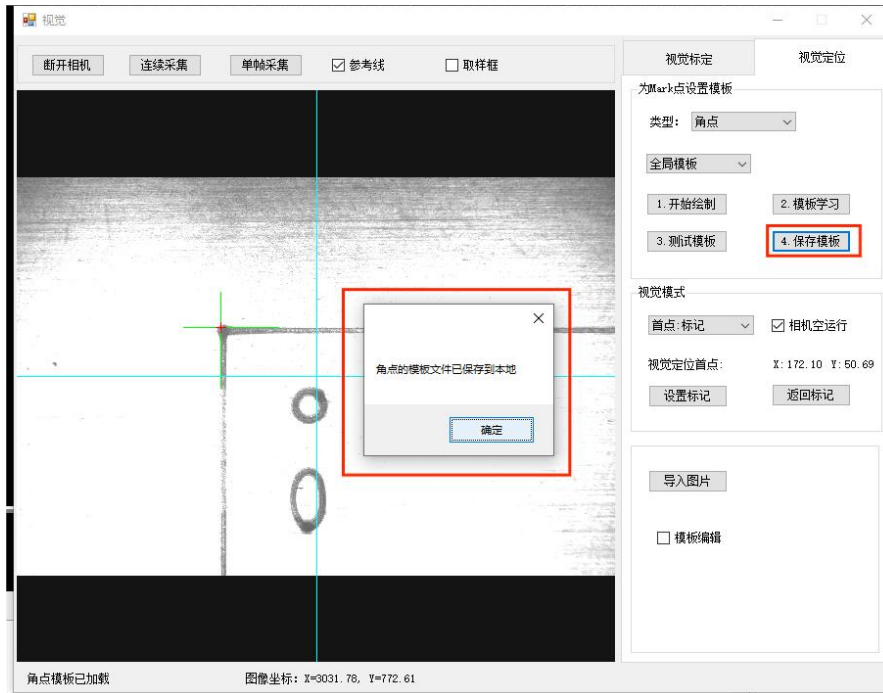 视觉
断开相机 连续采集 单帧采集 参考线 取样框
视觉标定 视觉定位
为Mark点设置模板
类型： 角点
全局模板
1.开始绘制 2.模板学习
3.测试模板 4.保存模板
角点的模板文件已保存到本地
确定
视觉模式
首点:标记 相机空运行
视觉定位首点: X:172.10 Y:50.69
设置标记 返回标记
导入图片
模板编辑
角点模板已加载 图像坐标：X=3031.78, Y=772.61